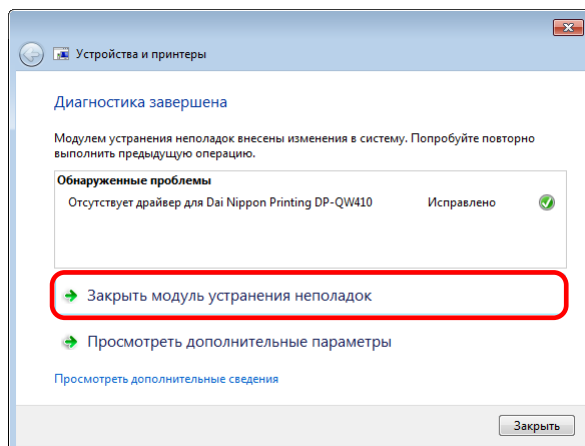 Устройства и принтеры
Диагностика завершена
Модулем устранения неполадок внесены изменения в систему. Попробуйте повторно
выполнить предыдущую операцию.
Обнаруженные проблемы
Отсутствует драйвер для Dai Nippon Printing DP-QW410 Исправлено
Закрыть модуль устранения неполадок
Просмотреть дополнительные параметры
Просмотреть дополнительные сведения
Закрыть